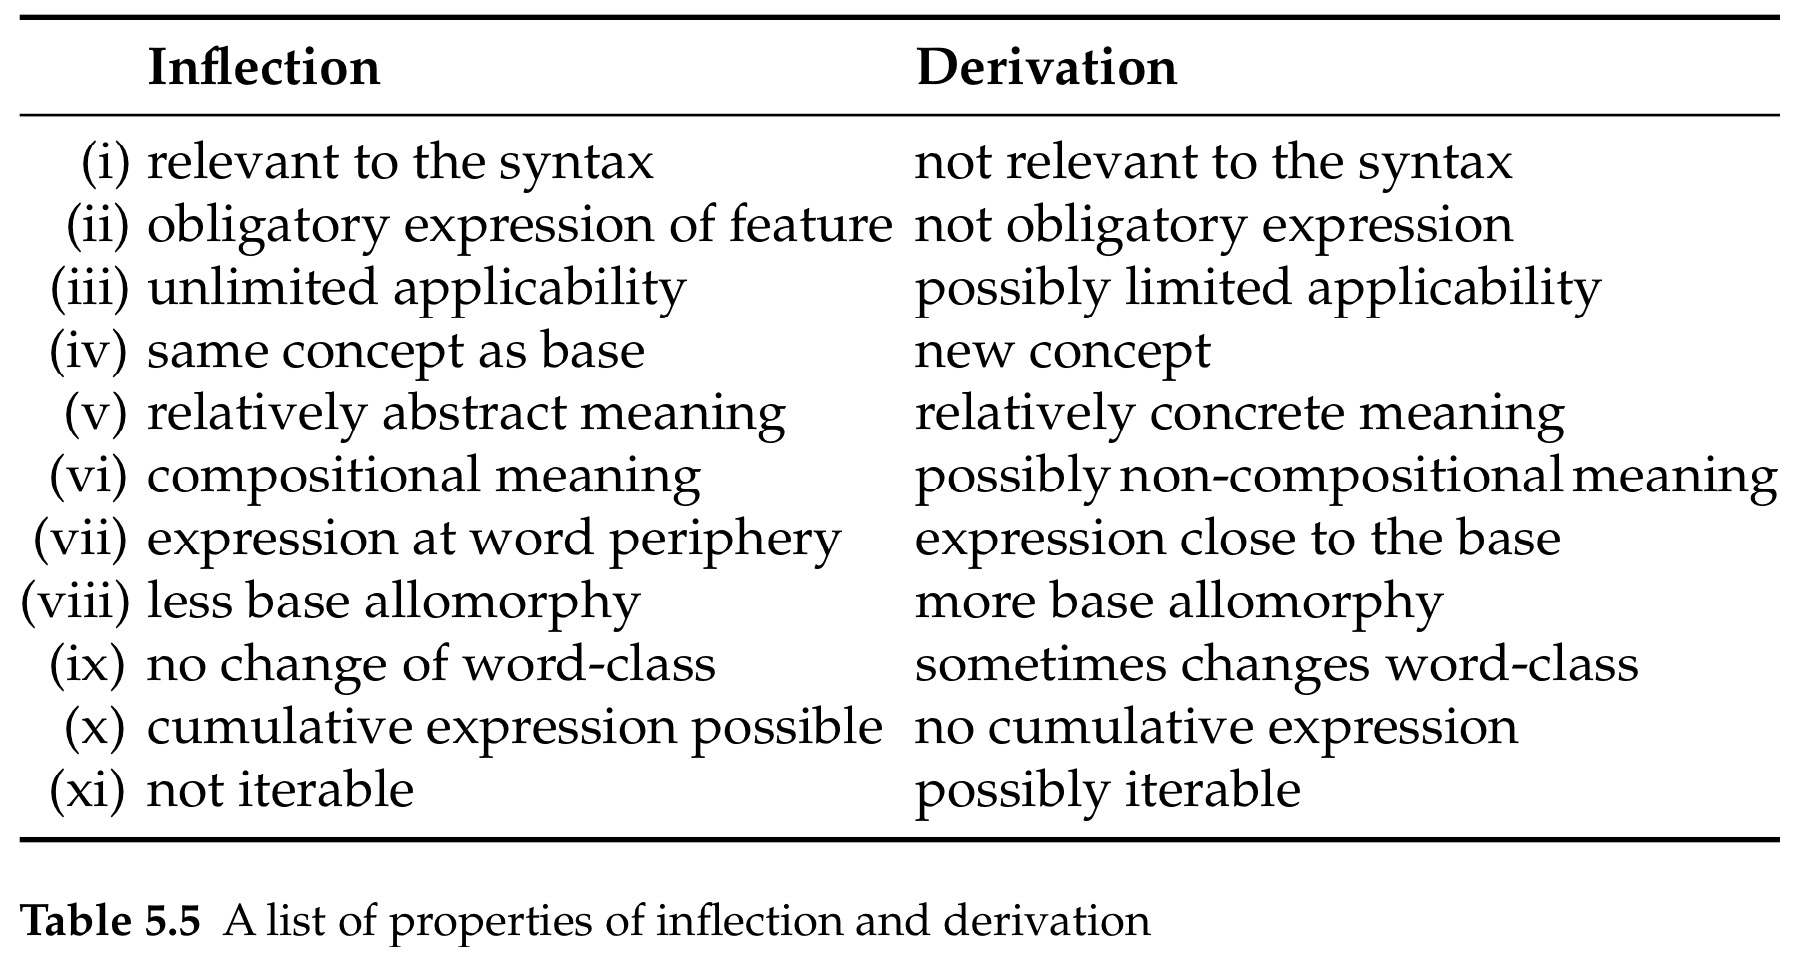 Inflection Derivation
(i) relevant to the syntax not relevant to the syntax
(ii) obligatory expression of feature not obligatory expression
(iii) unlimited applicability possibly limited applicability
(iv) same concept as base new concept
(v) relatively abstract meaning relatively concrete meaning
(vi) compositional meaning possibly non-compositional meaning
(vii) expression at word periphery expression close to the base
(viii) less base allomorphy more base allomorphy
(ix) no change of word-class sometimes changes word-class
(x) cumulative expression possible no cumulative expression
(xi) not iterable possibly iterable
Table 5.5 A list of properties of inflection and derivation